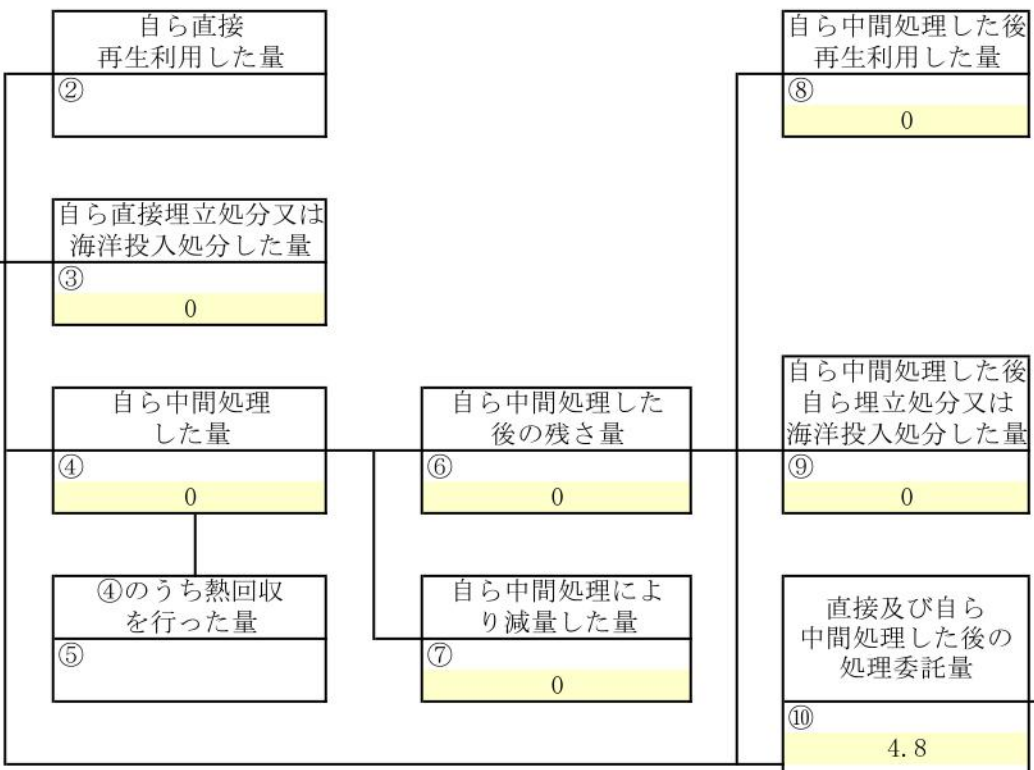 自ら直接
再生利用した量
②
自ら中間処理した後
再生利用した量
⑧
0
自ら直接埋立処分又は
海洋投入処分した量
③
0
自ら中間処理
した量
④
0
自ら中間処理した
後の残さ量
⑥
0
自ら中間処理した後
自ら埋立処分又は
海洋投入処分した量
⑨
0
④のうち熱回収
を行った量
⑤
自ら中間処理によ
り減量した量
⑦
0
直接及び自ら
中間処理した後の
処理委託量
⑩
4.8